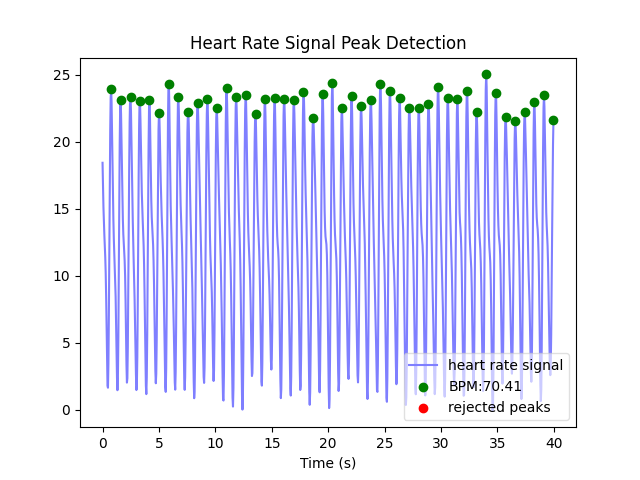 Heart Rate Signal Peak Detection
25
20
15
10
5
0
heart rate signal
BPM:70.41
rejected peaks
0 5 10 15 20 25 30 35 40
Time (s)